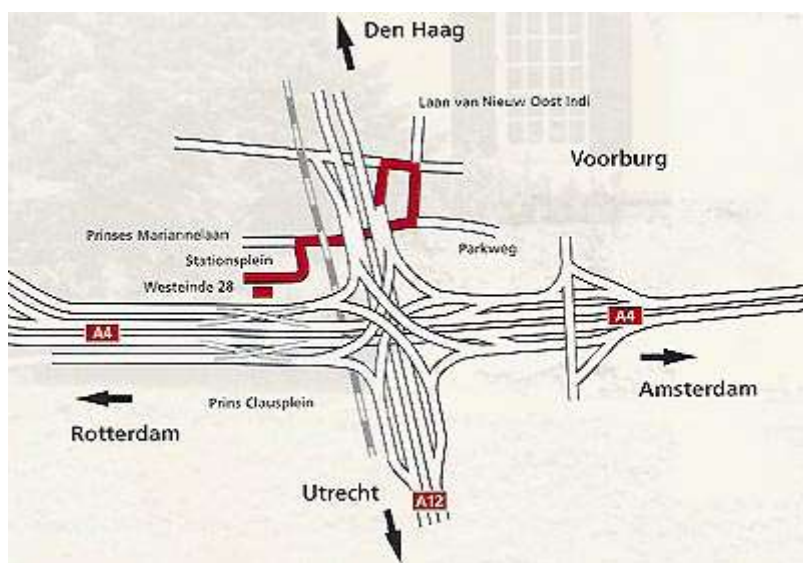 Den Haag
Laan van Nieuw Oost Indi
Voorburg
Prinses Mariannelaan
Parkweg
Stationsplein
Westeinde 28
A4
A4
Amsterdam
Prins Clausplein
Rotterdam
Utrecht
A12